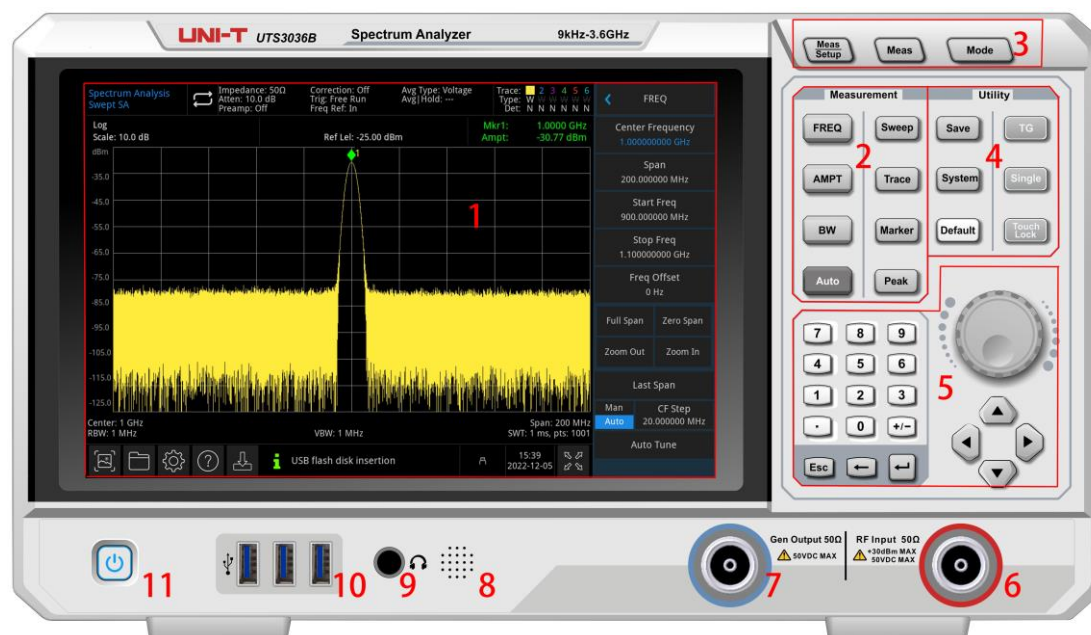 UNI-T UTS3036B Spectrum Analyzer 9kHz-3.6GHz
Meas Setup
Meas
Mode
3
Spectrum Analysis
Swept SA
Impedance: 50Ω
Atten: 10.0 dB
Preamp: Off
Correction: Off
Trig: Free Run
Freq Ref: In
Avg Type: Voltage
Avg|Hold: ---
Trace: 2 3 4 5 6
Type: W W W W W W
Det: N N N N N N
Log
Scale: 10.0 dB
Ref Lel: -25.00 dBm
Mkr1: 1.0000 GHz
Ampt: -30.77 dBm
dBm
-35.0
-45.0
-55.0
-65.0
-75.0
-85.0
-95.0
-105.0
-115.0
-125.0
1
1
Center: 1 GHz
RBW: 1 MHz
VBW: 1 MHz
Span: 200 MHz
SWT: 1 ms, pts: 1001
USB flash disk insertion
15:39
2022-12-05
FREQ
Center Frequency
1.000000000 GHz
Span
200.000000 MHz
Start Freq
900.000000 MHz
Stop Freq
1.100000000 GHz
Freq Offset
0 Hz
Full Span
Zero Span
Zoom Out
Zoom In
Last Span
Man
Auto
CF Step
20.000000 MHz
Auto Tune
Measurement
FREQ
Sweep
2
AMPT
Trace
BW
Marker
Auto
Peak
Utility
Save
TG
4
System
Single
Default
Touch Lock
7 8 9
4 5 6
1 2 3
. 0 +/-
Esc
5
11
10
9
8
Gen Output 50Ω
50VDC MAX
7
RF Input 50Ω
+30dBm MAX
50VDC MAX
6